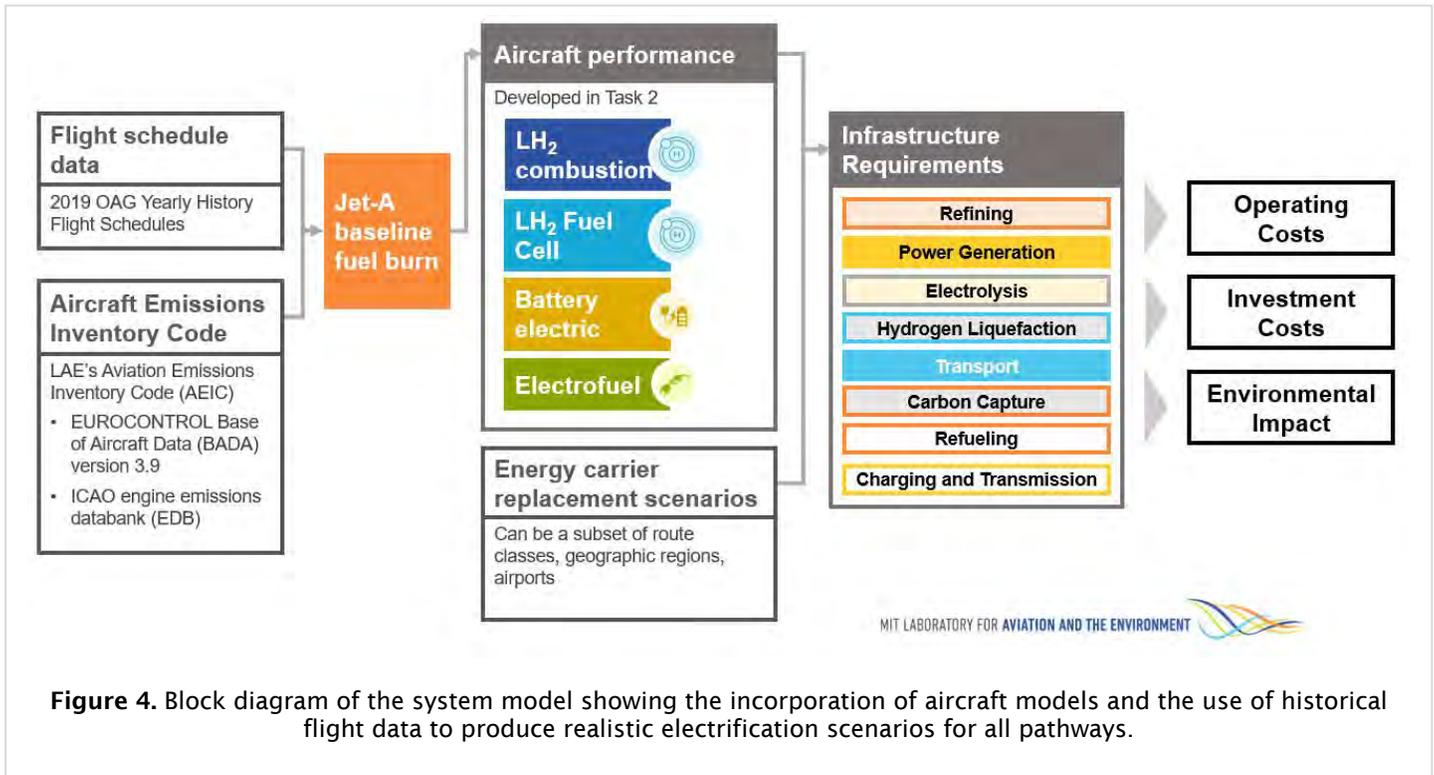 Flight schedule
data
2019 OAG Yearly History
Flight Schedules
Aircraft Emissions
Inventory Code
LAE's Aviation Emissions
Inventory Code (AEIC)
• EUROCONTROL Base
of Aircraft Data (BADA)
version 3.9
• ICAO engine emissions
databank (EDB)
Jet-A
baseline
fuel burn
Aircraft performance
Developed in Task 2
LH₂
combustion
H
LH₂ Fuel
Cell
H
Battery
electric
Electrofuel
Energy carrier
replacement scenarios
Can be a subset of route
classes, geographic regions,
airports
Infrastructure
Requirements
Refining
Power Generation
Electrolysis
Hydrogen Liquefaction
Transport
Carbon Capture
Refueling
Charging and Transmission
Operating
Costs
Investment
Costs
Environmental
Impact
MIT LABORATORY FOR AVIATION AND THE ENVIRONMENT
Figure 4. Block diagram of the system model showing the incorporation of aircraft models and the use of historical
flight data to produce realistic electrification scenarios for all pathways.